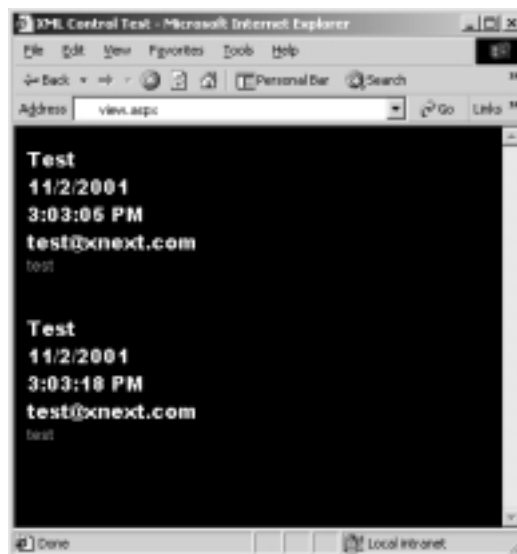 XML Control Test - Microsoft Internet Explorer
File Edit View Favorites Tools Help
Back Personal Bar Search »
Address view.aspx Go Links »
Test
11/2/2001
3:03:05 PM
test@xnext.com
test
Test
11/2/2001
3:03:18 PM
test@xnext.com
test
Done Local intranet